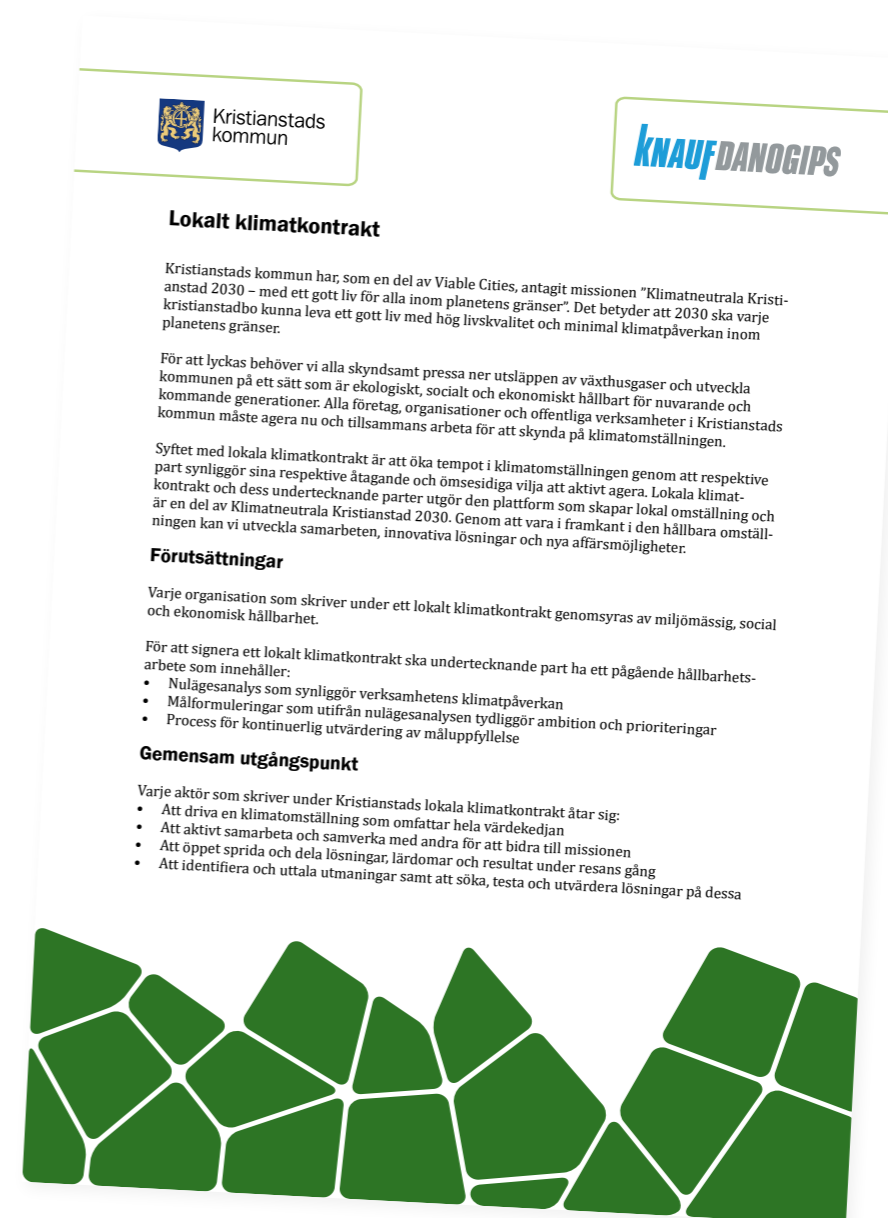 Kristianstads
kommun
KNAUF DANOGIPS
Lokalt klimatkontrakt
Kristianstads kommun har, som en del av Viable Cities, antagit missionen ”Klimatneutrala Kristi-
anstad 2030 – med ett gott liv för alla inom planetens gränser”. Det betyder att 2030 ska varje
kristianstadbo kunna leva ett gott liv med hög livskvalitet och minimal klimatpåverkan inom
planetens gränser.
För att lyckas behöver vi alla skyndsamt pressa ner utsläppen av växthusgaser och utveckla
kommunen på ett sätt som är ekologiskt, socialt och ekonomiskt hållbart för nuvarande och
kommande generationer. Alla företag, organisationer och offentliga verksamheter i Kristianstads
kommun måste agera nu och tillsammans arbeta för att skynda på klimatomställningen.
Syftet med lokala klimatkontrakt är att öka tempot i klimatomställningen genom att respektive
part synliggör sina respektive åtagande och ömsesidiga vilja att aktivt agera. Lokala klimat-
kontrakt och dess undertecknande parter utgör den plattform som skapar lokal omställning och
är en del av Klimatneutrala Kristianstad 2030. Genom att vara i framkant i den hållbara omställ-
ningen kan vi utveckla samarbeten, innovativa lösningar och nya affärsmöjligheter.
Förutsättningar
Varje organisation som skriver under ett lokalt klimatkontrakt genomsyras av miljömässig, social
och ekonomisk hållbarhet.
För att signera ett lokalt klimatkontrakt ska undertecknande part ha ett pågående hållbarhets-
arbete som innehåller:
• Nulägesanalys som synliggör verksamhetens klimatpåverkan
• Målformuleringar som utifrån nulägesanalysen tydliggör ambition och prioriteringar
• Process för kontinuerlig utvärdering av måluppfyllelse
Gemensam utgångspunkt
Varje aktör som skriver under Kristianstads lokala klimatkontrakt åtar sig:
• Att driva en klimatomställning som omfattar hela värdekedjan
• Att aktivt samarbeta och samverka med andra för att bidra till missionen
• Att öppet sprida och dela lösningar, lärdomar och resultat under resans gång
• Att identifiera och uttala utmaningar samt att söka, testa och utvärdera lösningar på dessa